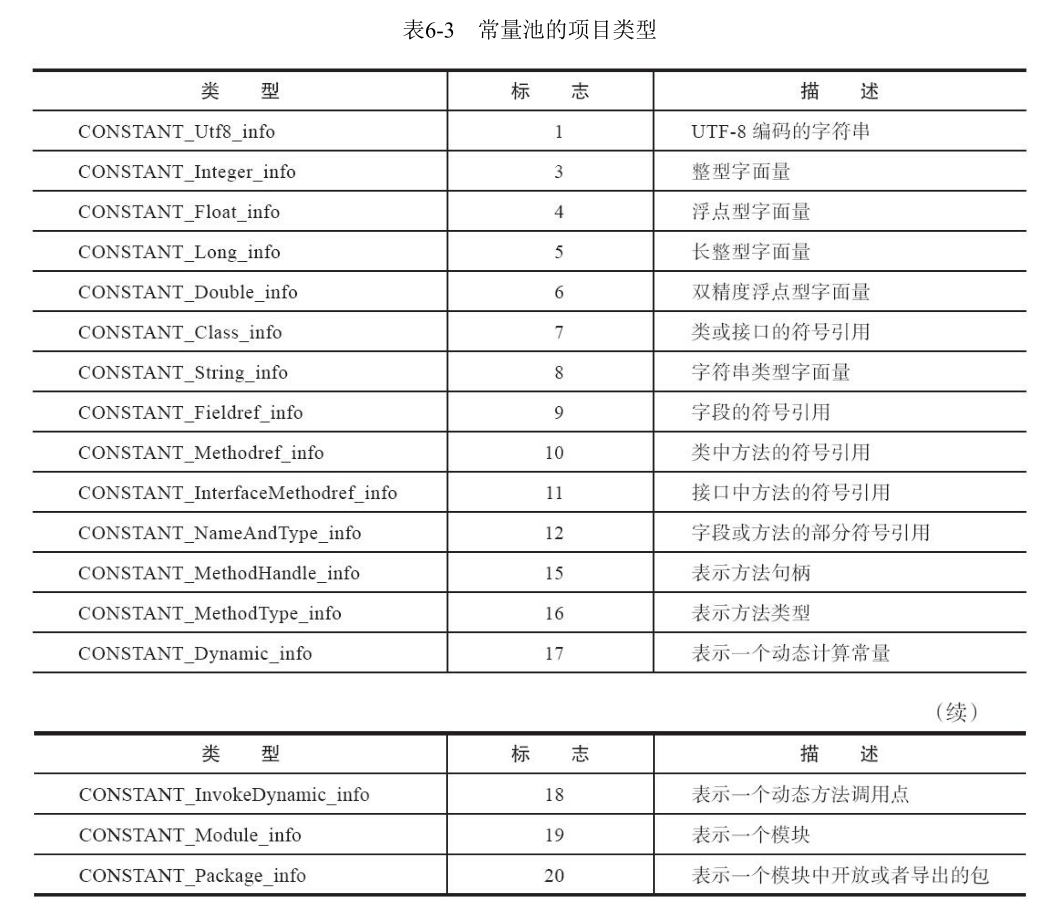 表6-3 常量池的项目类型
类 型 标 志 描 述
CONSTANT_Utf8_info 1 UTF-8 编码的字符串
CONSTANT_Integer_info 3 整型字面量
CONSTANT_Float_info 4 浮点型字面量
CONSTANT_Long_info 5 长整型字面量
CONSTANT_Double_info 6 双精度浮点型字面量
CONSTANT_Class_info 7 类或接口的符号引用
CONSTANT_String_info 8 字符串类型字面量
CONSTANT_Fieldref_info 9 字段的符号引用
CONSTANT_Methodref_info 10 类中方法的符号引用
CONSTANT_InterfaceMethodref_info 11 接口中方法的符号引用
CONSTANT_NameAndType_info 12 字段或方法的部分符号引用
CONSTANT_MethodHandle_info 15 表示方法句柄
CONSTANT_MethodType_info 16 表示方法类型
CONSTANT_Dynamic_info 17 表示一个动态计算常量
（续）
类 型 标 志 描 述
CONSTANT_InvokeDynamic_info 18 表示一个动态方法调用点
CONSTANT_Module_info 19 表示一个模块
CONSTANT_Package_info 20 表示一个模块中开放或者导出的包